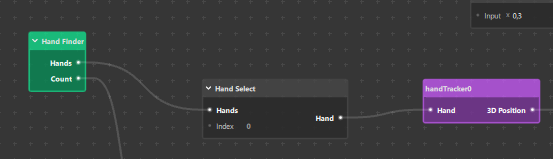 Input X 0,3
Hand Finder
Hands
Count
Hand Select
Hands
Hand
Index 0
handTracker0
Hand 3D Position